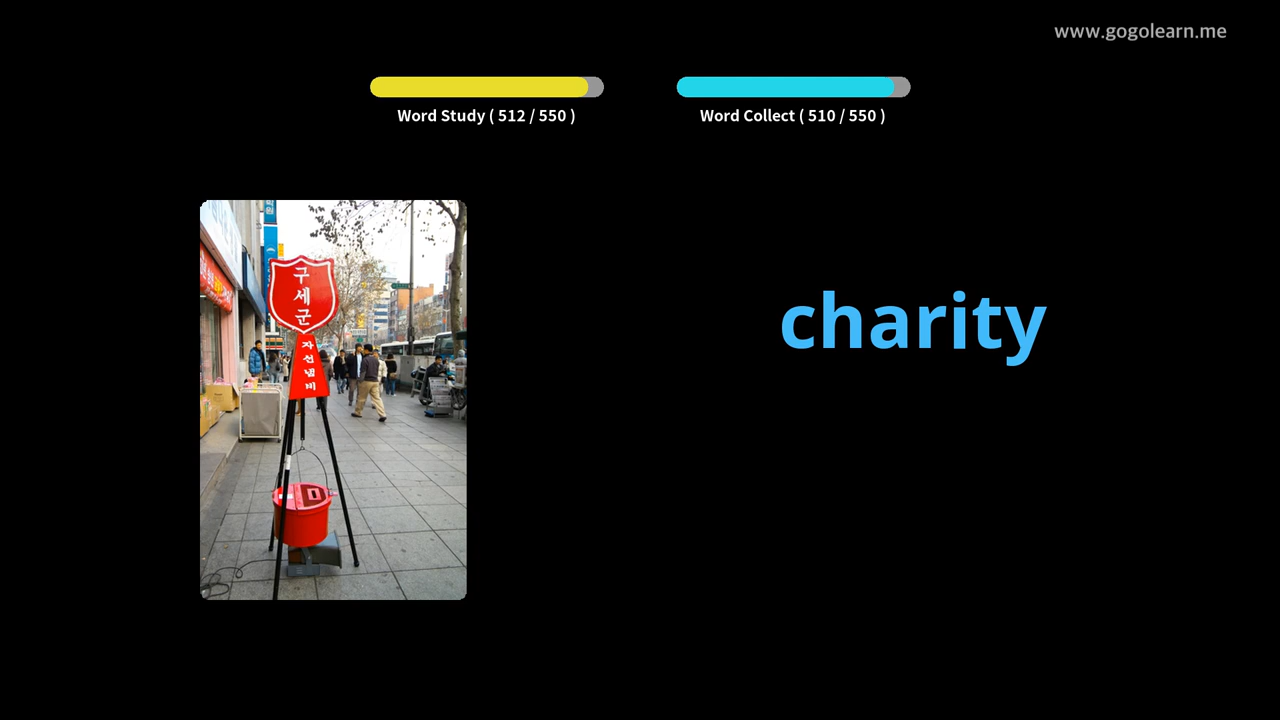 www.gogolearn.me
Word Study ( 512 / 550 )
Word Collect ( 510 / 550 )
구
세
군
자
선
냄
비
charity